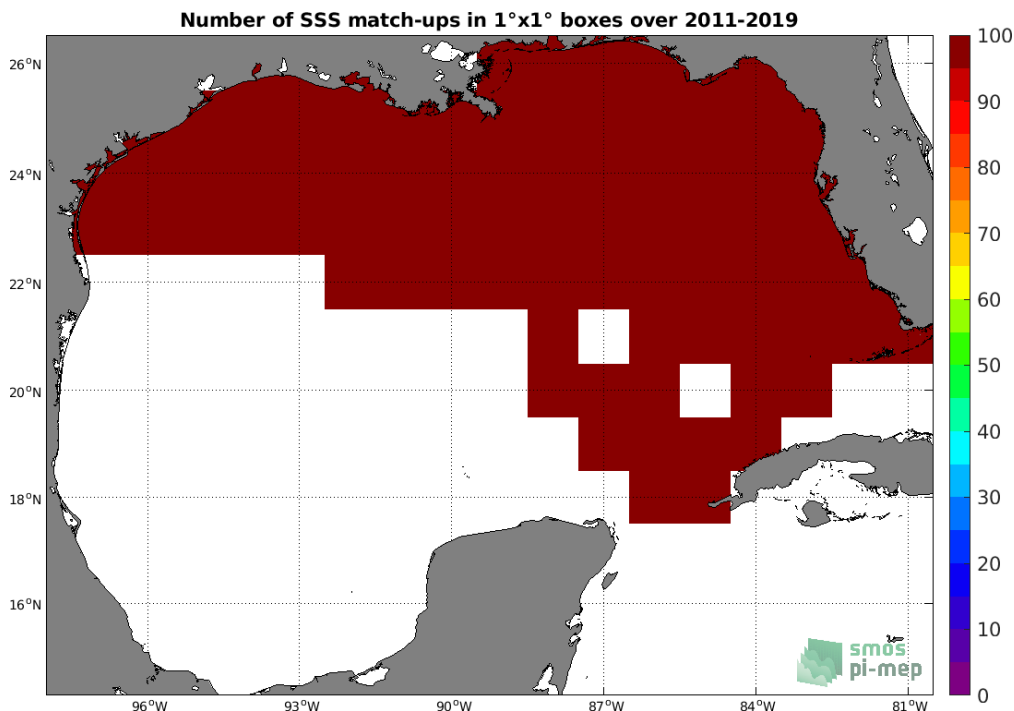 Number of SSS match-ups in 1°x1° boxes over 2011-2019
26°N
24°N
22°N
20°N
18°N
16°N
96°W
93°W
90°W
87°W
84°W
81°W
100
90
80
70
60
50
40
30
20
10
0
smos
pi-mep